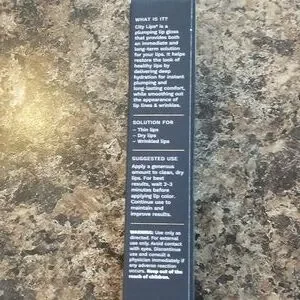 WHAT IS IT?
City Lips® is a
plumping lip gloss
that provides both
an immediate and
long-term solution
for your lips. It helps
restore the look of
healthy lips by
delivering deep
hydration for instant
plumping and
long-lasting comfort,
while smoothing out
the appearance of
lip lines & wrinkles.
SOLUTION FOR
– Thin lips
– Dry lips
– Wrinkled lips
SUGGESTED USE
Apply a generous
amount to clean, dry
lips. For best
results, wait 2-3
minutes before
applying lip color.
Continue use to
maintain and
improve results.
WARNING: Use only as
directed. For external
use only. Avoid contact
with eyes. Discontinue
use and consult a
physician immediately if
any adverse reaction
occurs. Keep out of the
reach of children.